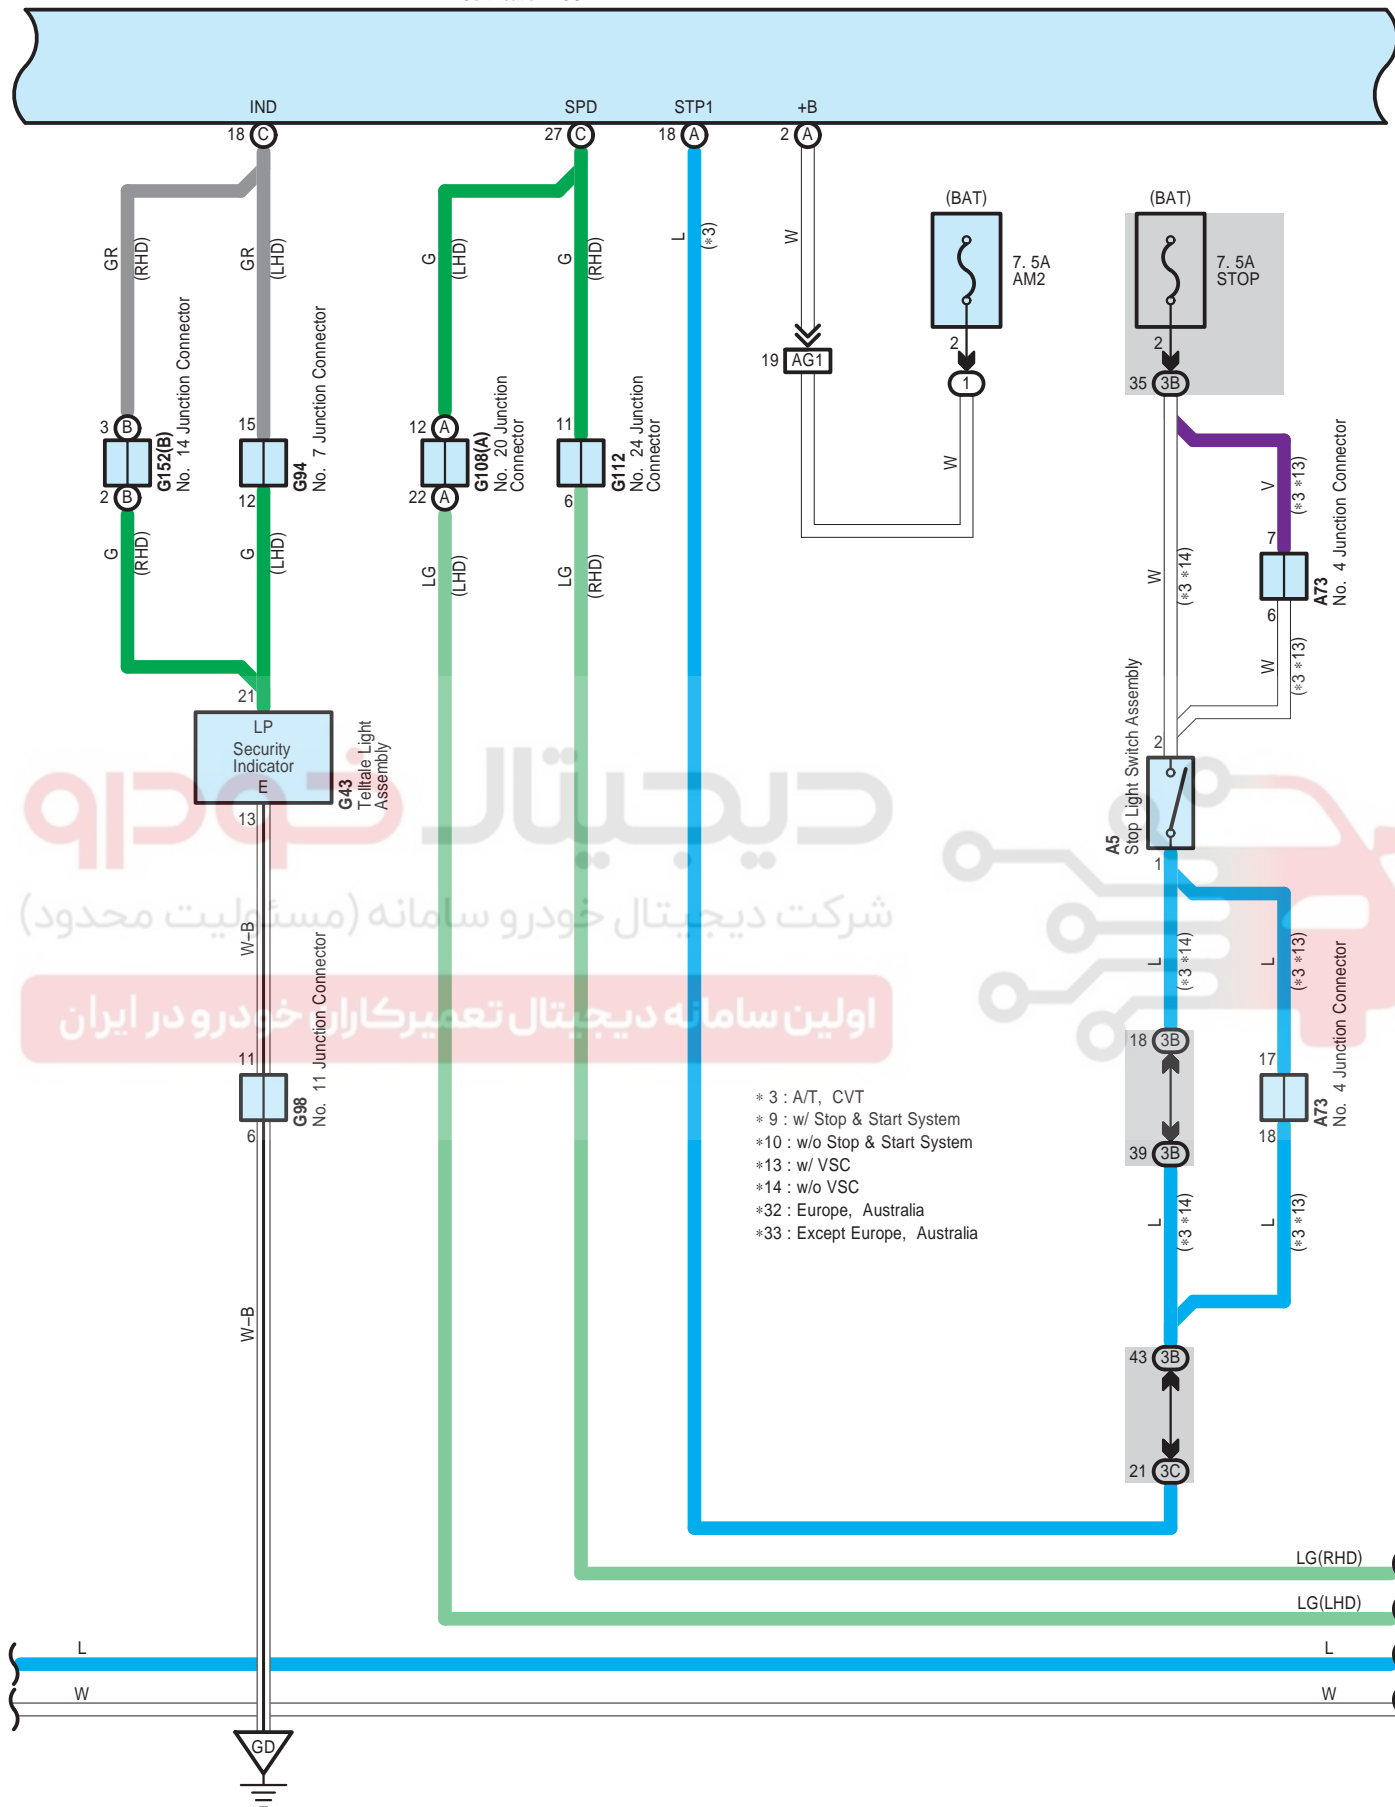 IND
SPD
STP1
+B
18 C
27 C
18 A
2 A
GR
(RHD)
GR
(LHD)
G
(LHD)
G
(RHD)
L
(*3)
W
(BAT)
7. 5A
AM2
2
1
(BAT)
7. 5A
STOP
2
35 3B
19 AG1
W
3 B
2 B
G152(B)
No. 14 Junction Connector
15
12
G94
No. 7 Junction Connector
12 A
22 A
G108(A)
No. 20 Junction
Connector
11
6
G112
No. 24 Junction
Connector
V
(*3 *13)
7
6
A73
No. 4 Junction Connector
G
(RHD)
G
(LHD)
LG
(LHD)
LG
(RHD)
W
(*3 *14)
W
(*3 *13)
21
LP
Security
Indicator
E
G43
Telltale Light
Assembly
13
2
A5
Stop Light Switch Assembly
1
دیجیتال خودرو
شرکت دیجیتال خودرو سامانه (مسئولیت محدود)
اولین سامانه دیجیتال تعمیرکاران خودرو در ایران
W–B
11
6
G98
No. 11 Junction Connector
L
(*3 *14)
L
(*3 *13)
18 3B
39 3B
17
18
A73
No. 4 Junction Connector
* 3 : A/T, CVT
* 9 : w/ Stop & Start System
*10 : w/o Stop & Start System
*13 : w/ VSC
*14 : w/o VSC
*32 : Europe, Australia
*33 : Except Europe, Australia
L
(*3 *14)
L
(*3 *13)
W–B
43 3B
21 3C
LG(RHD)
LG(LHD)
L
L
W
W
GD